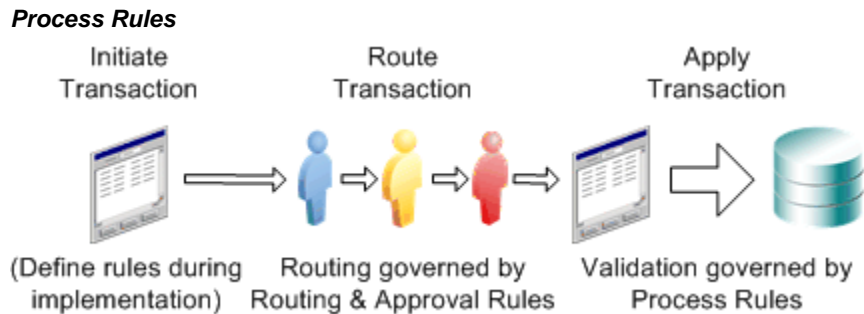 Process Rules
Initiate
Transaction
Route
Transaction
Apply
Transaction
(Define rules during
implementation)
Routing governed by
Routing & Approval Rules
Validation governed by
Process Rules